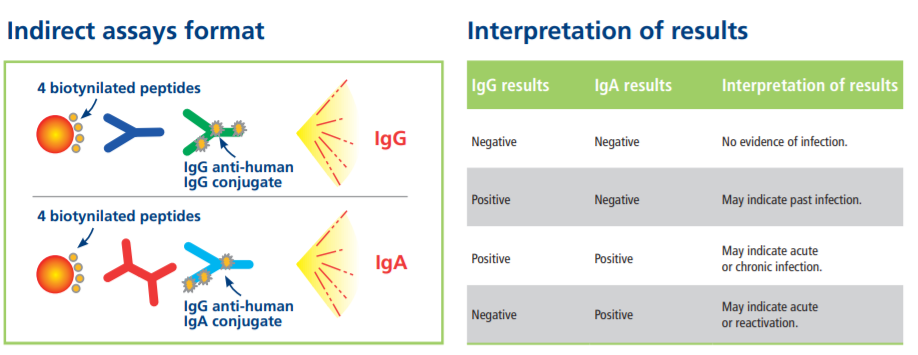 Indirect assays format
4 biotynilated peptides
IgG
IgG anti-human
IgG conjugate
4 biotynilated peptides
IgA
IgG anti-human
IgA conjugate
Interpretation of results
IgG results IgA results Interpretation of results
Negative Negative No evidence of infection.
Positive Negative May indicate past infection.
Positive Positive May indicate acute
or chronic infection.
Negative Positive May indicate acute
or reactivation.